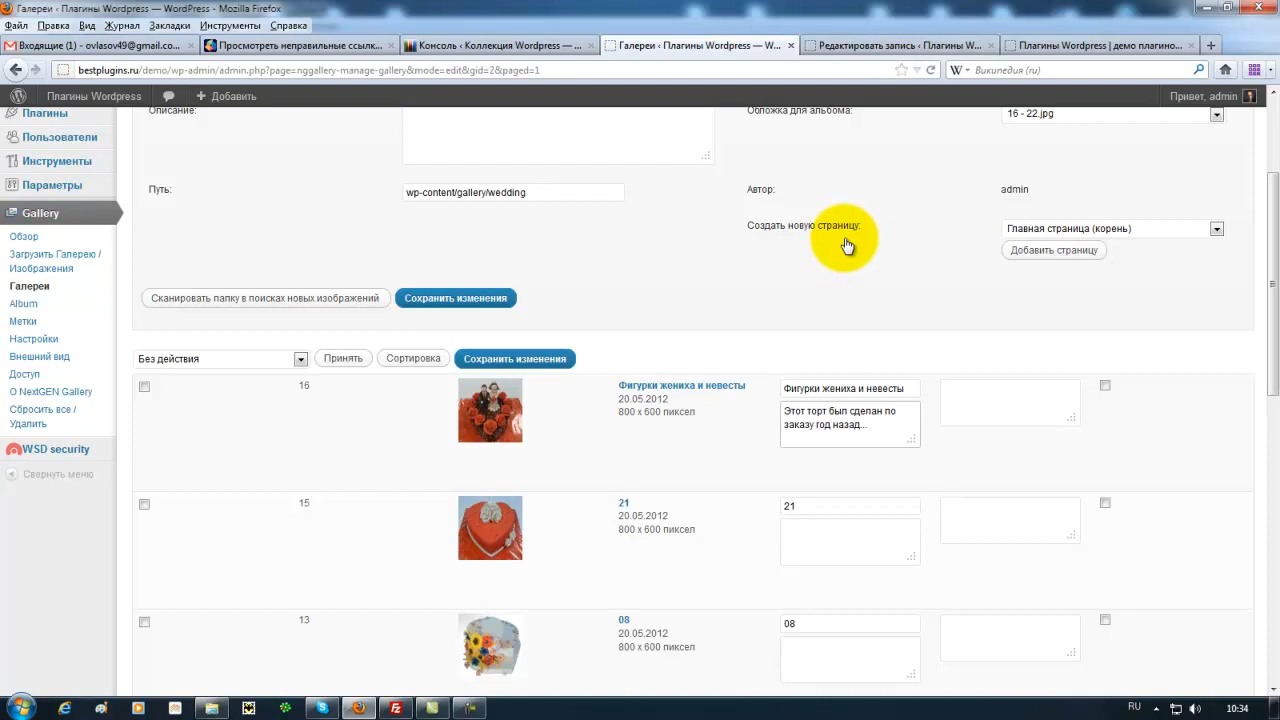 Галереи ‹ Плагины Wordpress — WordPress - Mozilla Firefox
Файл Правка Вид Журнал Закладки Инструменты Справка
Входящие (1) - ovlasov49@gmail.co...
Просмотреть неправильные ссылк...
Консоль ‹ Коллекция Wordpress — ...
Галереи ‹ Плагины Wordpress — W...
Редактировать запись ‹ Плагины W...
Плагины Wordpress | демо плагино...
bestplugins.ru/demo/wp-admin/admin.php?page=nggallery-manage-gallery&mode=edit&gid=2&paged=1
Википедия (ru)
Плагины Wordpress
Добавить
Привет, admin
Плагины
Пользователи
Инструменты
Параметры
Gallery
Обзор
Загрузить Галерею /
Изображения
Галереи
Album
Метки
Настройки
Внешний вид
Доступ
О NextGEN Gallery
Сбросить все /
Удалить
WSD security
Свернуть меню
Описание:
Обложка для альбома:
16 - 22.jpg
Путь:
wp-content/gallery/wedding
Автор:
admin
Создать новую страницу:
Главная страница (корень)
Добавить страницу
Сканировать папку в поисках новых изображений
Сохранить изменения
Без действия
Принять
Сортировка
Сохранить изменения
16
Фигурки жениха и невесты
20.05.2012
800 x 600 пиксел
Фигурки жениха и невесты
Этот торт был сделан по
заказу год назад...
15
21
20.05.2012
800 x 600 пиксел
21
13
08
20.05.2012
800 x 600 пиксел
08
RU
10:34